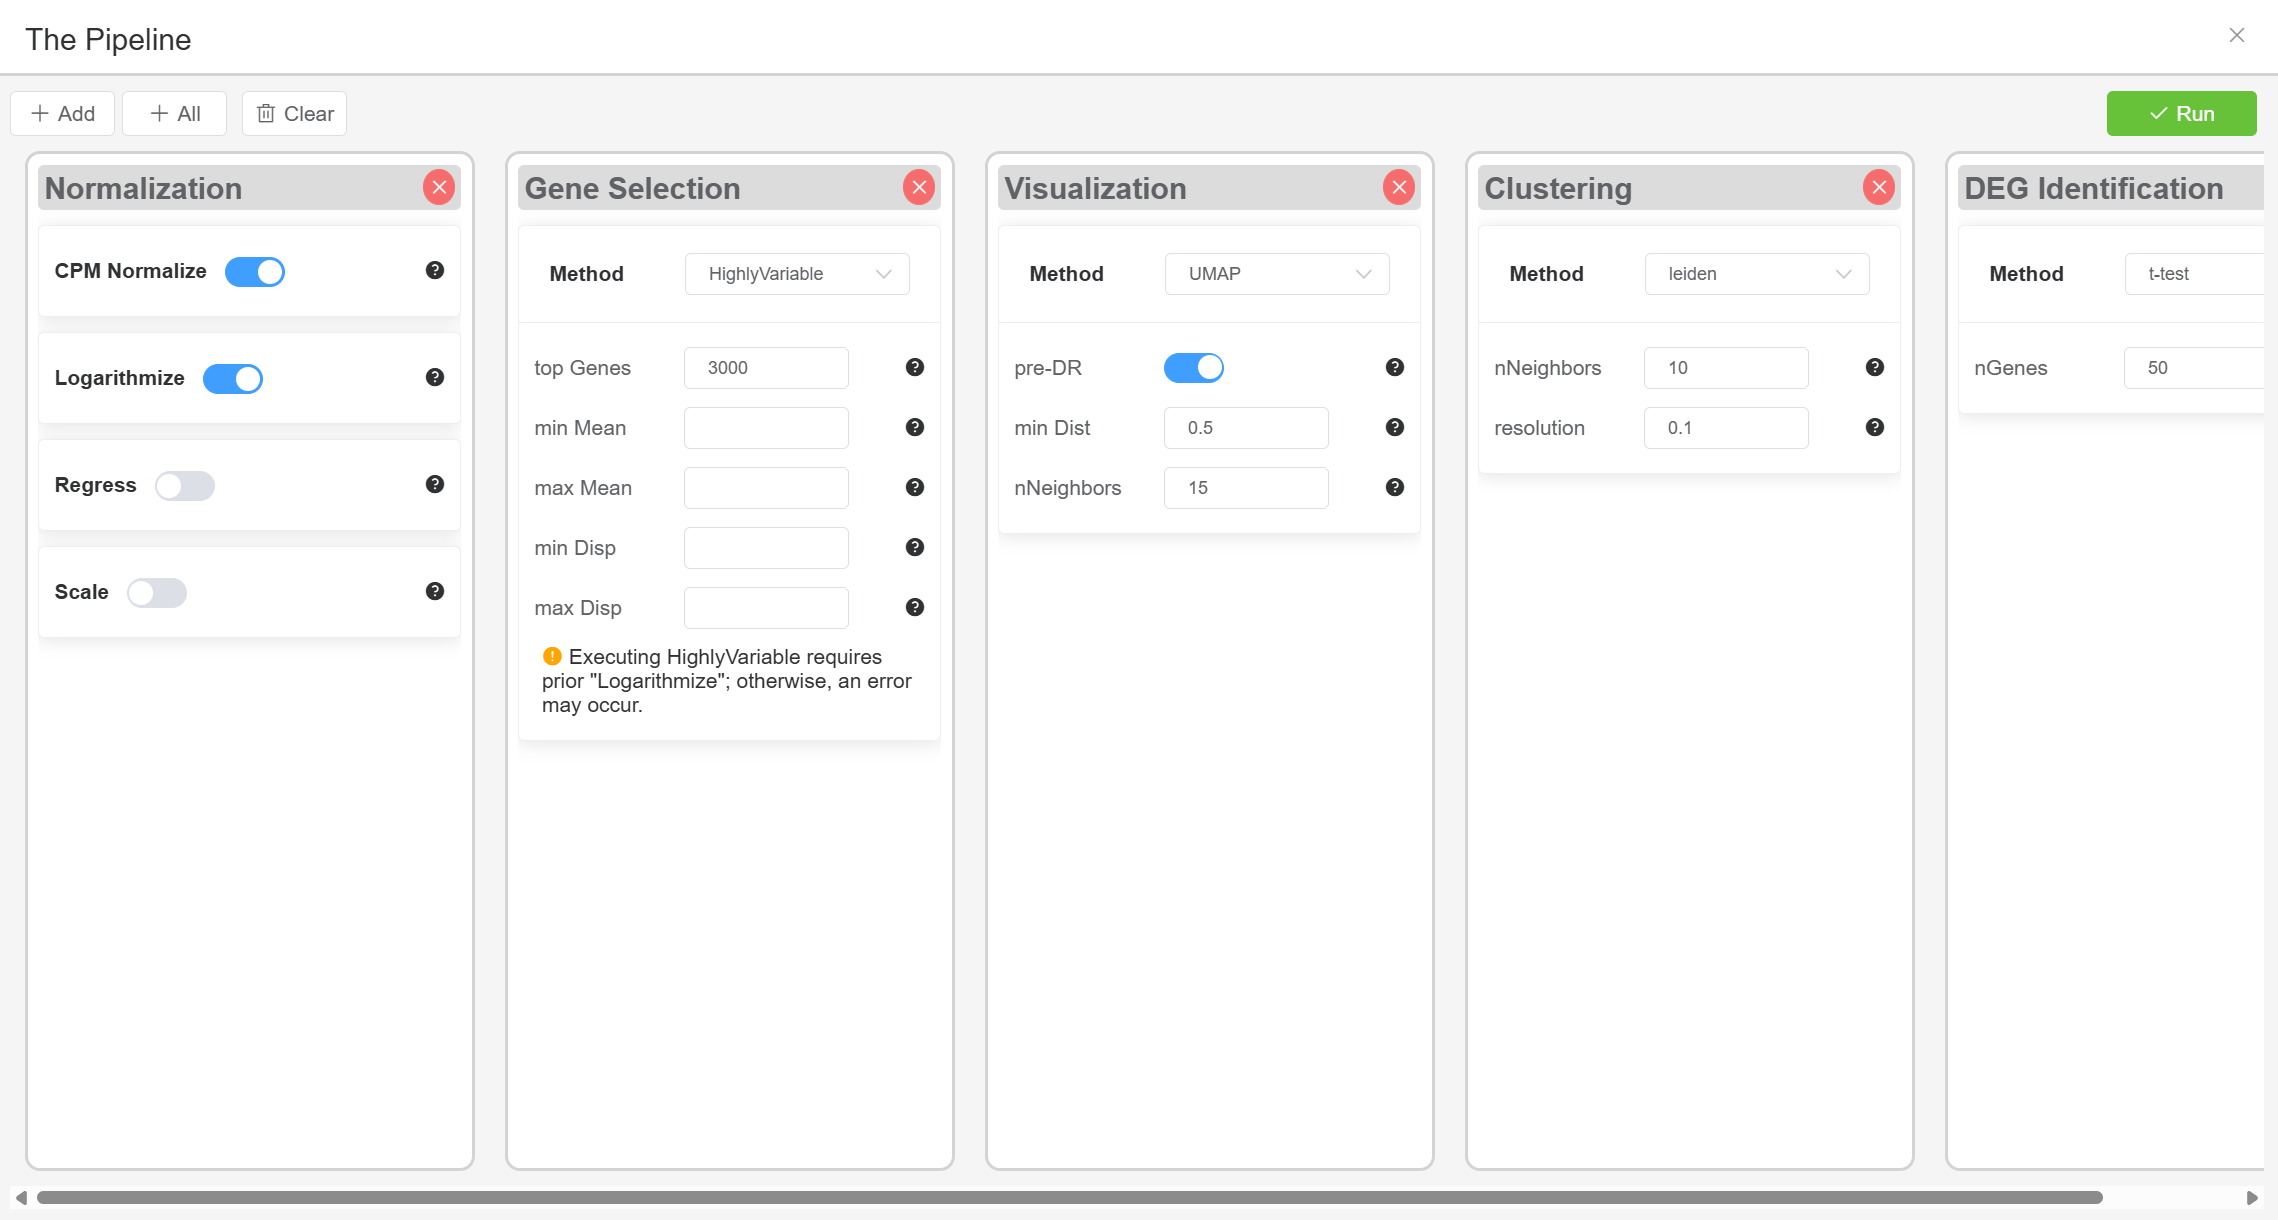 The Pipeline
Add
All
Clear
Run
Normalization
CPM Normalize
Logarithmize
Regress
Scale
Gene Selection
Method HighlyVariable
top Genes 3000
min Mean
max Mean
min Disp
max Disp
Executing HighlyVariable requires
prior "Logarithmize"; otherwise, an error
may occur.
Visualization
Method UMAP
pre-DR
min Dist 0.5
nNeighbors 15
Clustering
Method leiden
nNeighbors 10
resolution 0.1
DEG Identification
Method t-test
nGenes 50